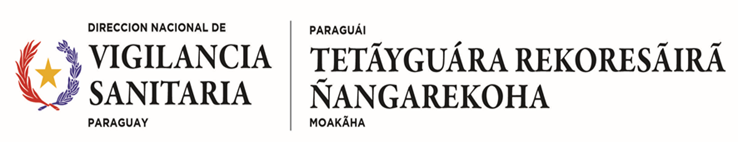 DIRECCION NACIONAL DE
VIGILANCIA
SANITARIA
PARAGUAY
PARAGUÁI
TETÃYGUÁRA REKORESÃIRÃ
ÑANGAREKOHA
MOAKÃHA